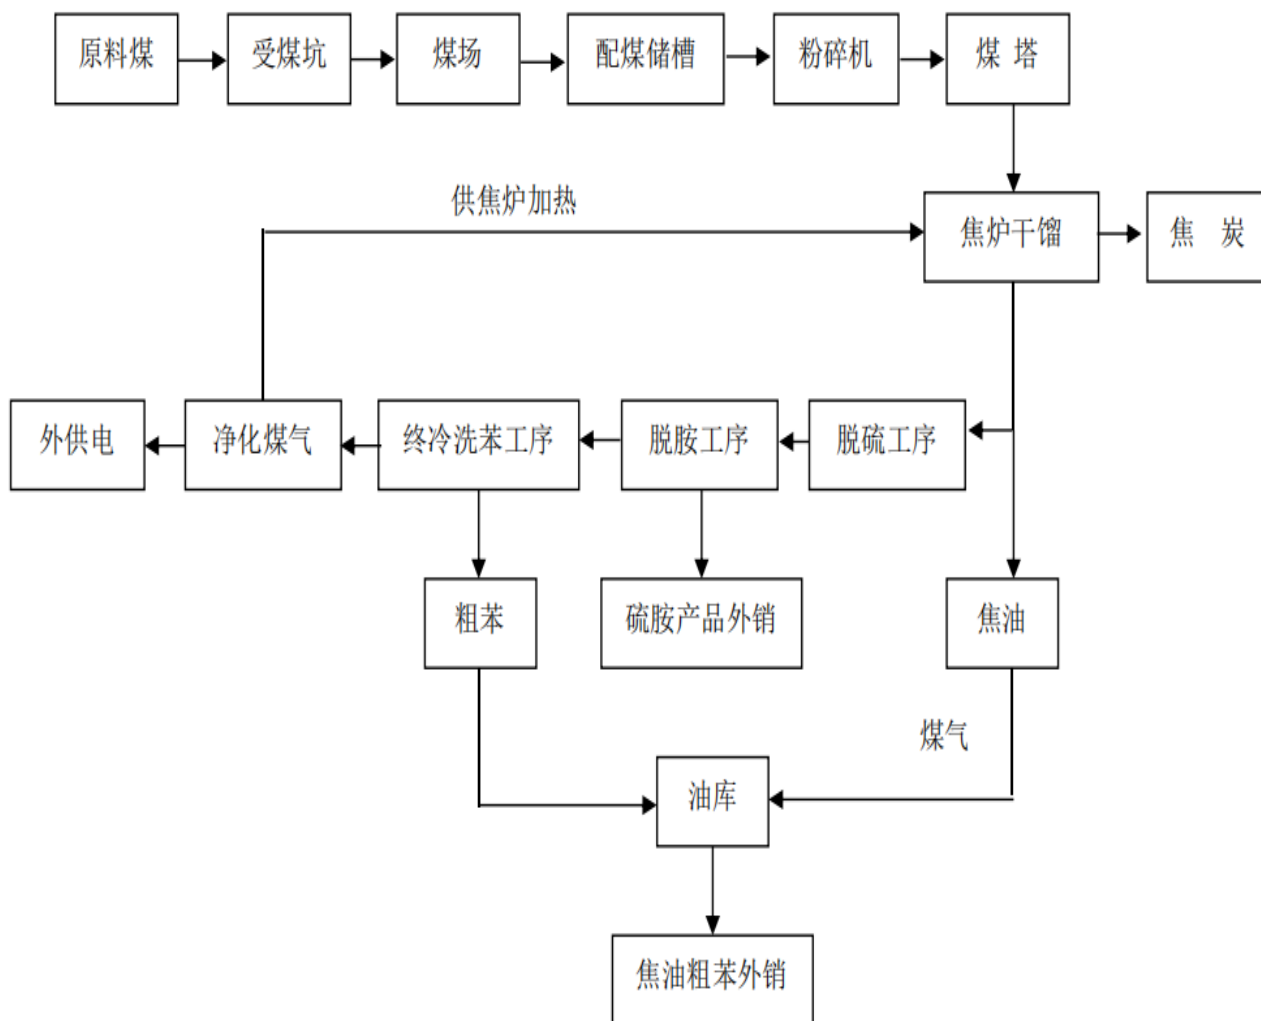 原料煤
受煤坑
煤场
配煤储槽
粉碎机
煤 塔
供焦炉加热
焦炉干馏
焦 炭
外供电
净化煤气
终冷洗苯工序
脱胺工序
脱硫工序
粗苯
硫胺产品外销
焦油
煤气
油库
焦油粗苯外销